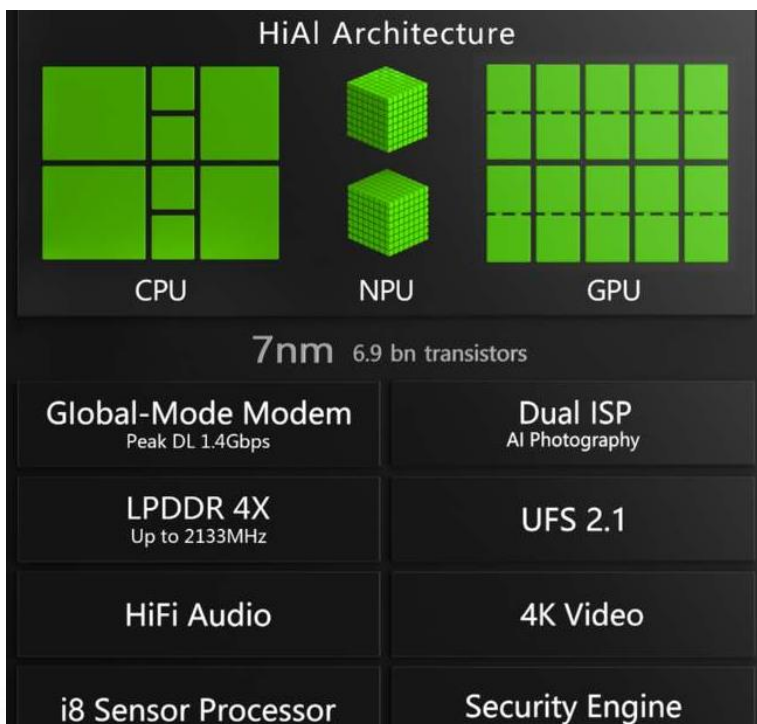 HiAI Architecture
CPU
NPU
GPU
7nm 6.9 bn transistors
Global-Mode Modem
Peak DL 1.4Gbps
Dual ISP
AI Photography
LPDDR 4X
Up to 2133MHz
UFS 2.1
HiFi Audio
4K Video
i8 Sensor Processor
Security Engine